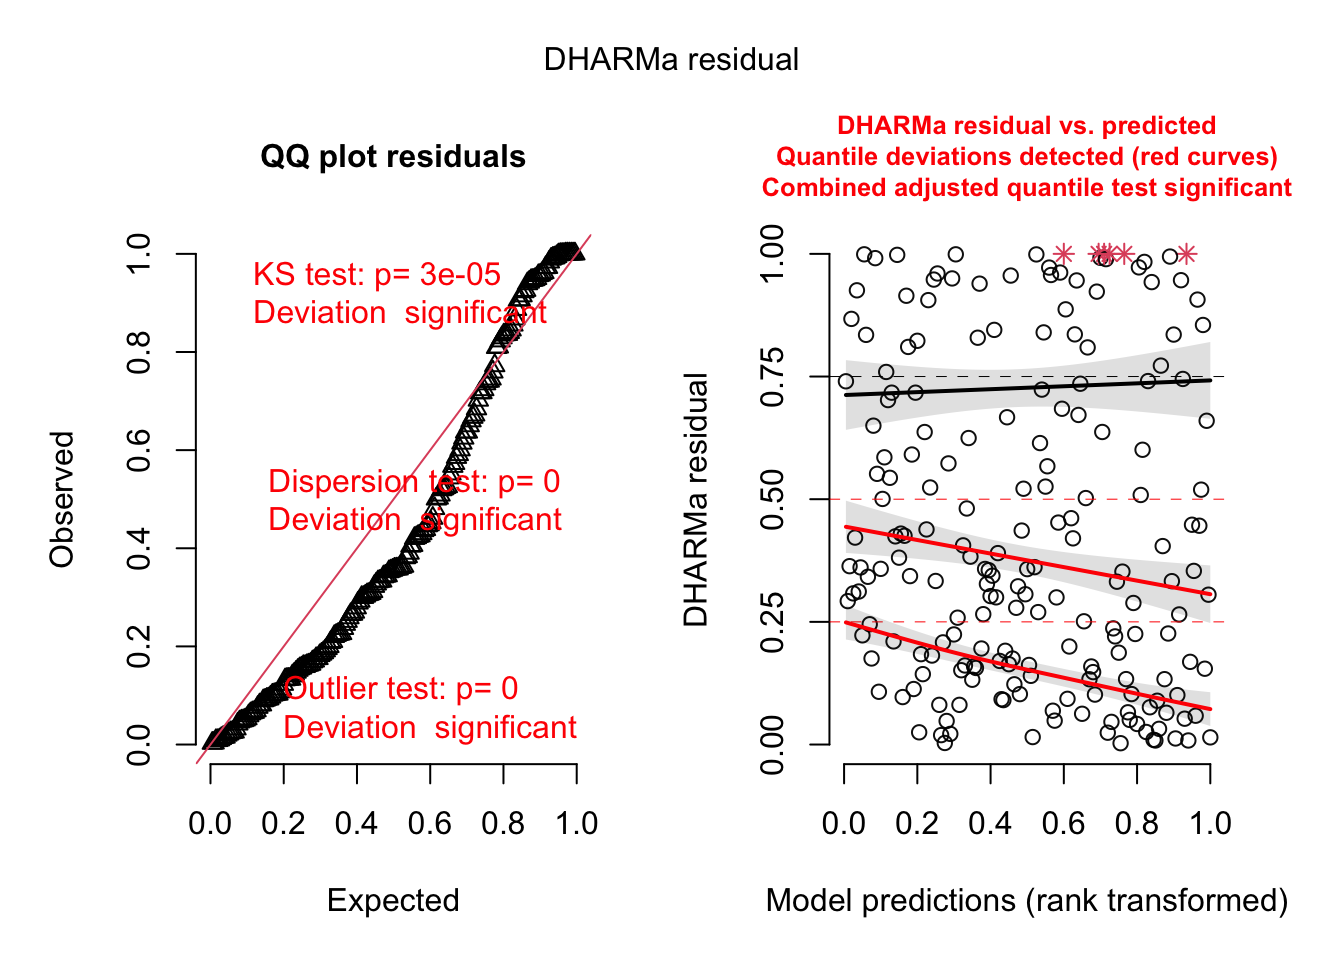 DHARMa residual
QQ plot residuals
KS test: p= 3e-05
Deviation  significant
Dispersion test: p= 0
Deviation  significant
Outlier test: p= 0
Deviation  significant
Observed
0.0 0.2 0.4 0.6 0.8 1.0
0.0 0.2 0.4 0.6 0.8 1.0
Expected
DHARMa residual vs. predicted
Quantile deviations detected (red curves)
Combined adjusted quantile test significant
DHARMa residual
0.00 0.25 0.50 0.75 1.00
0.0 0.2 0.4 0.6 0.8 1.0
Model predictions (rank transformed)